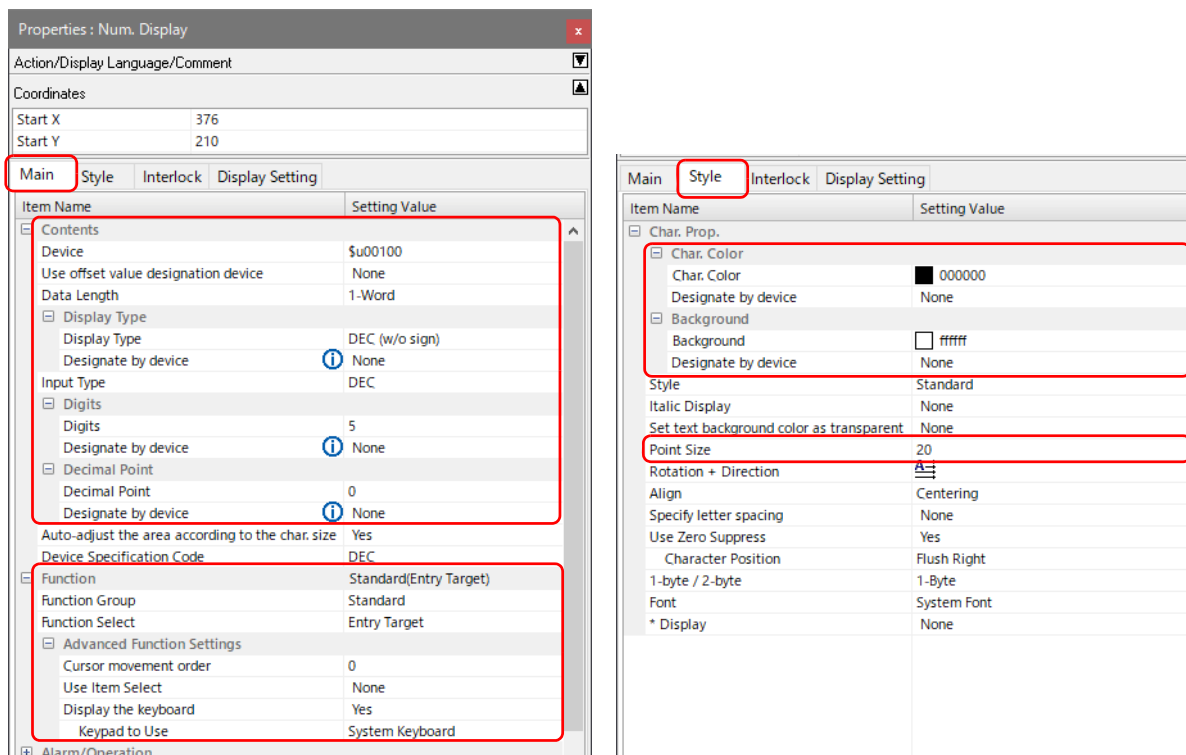 Properties : Num. Display
x
Action/Display Language/Comment
Coordinates
Start X 376
Start Y 210
Main Style Interlock Display Setting
Item Name Setting Value
Contents
Device $u00100
Use offset value designation device None
Data Length 1-Word
Display Type
Display Type DEC (w/o sign)
Designate by device None
Input Type DEC
Digits
Digits 5
Designate by device None
Decimal Point
Decimal Point 0
Designate by device None
Auto-adjust the area according to the char. size Yes
Device Specification Code DEC
Function Standard(Entry Target)
Function Group Standard
Function Select Entry Target
Advanced Function Settings
Cursor movement order 0
Use Item Select None
Display the keyboard Yes
Keypad to Use System Keyboard
Alarm/Operation
Main Style Interlock Display Setting
Item Name Setting Value
Char. Prop.
Char. Color
Char. Color 000000
Designate by device None
Background
Background ffffff
Designate by device None
Style Standard
Italic Display None
Set text background color as transparent None
Point Size 20
Rotation + Direction A
Align Centering
Specify letter spacing None
Use Zero Suppress Yes
Character Position Flush Right
1-byte / 2-byte 1-Byte
Font System Font
* Display None